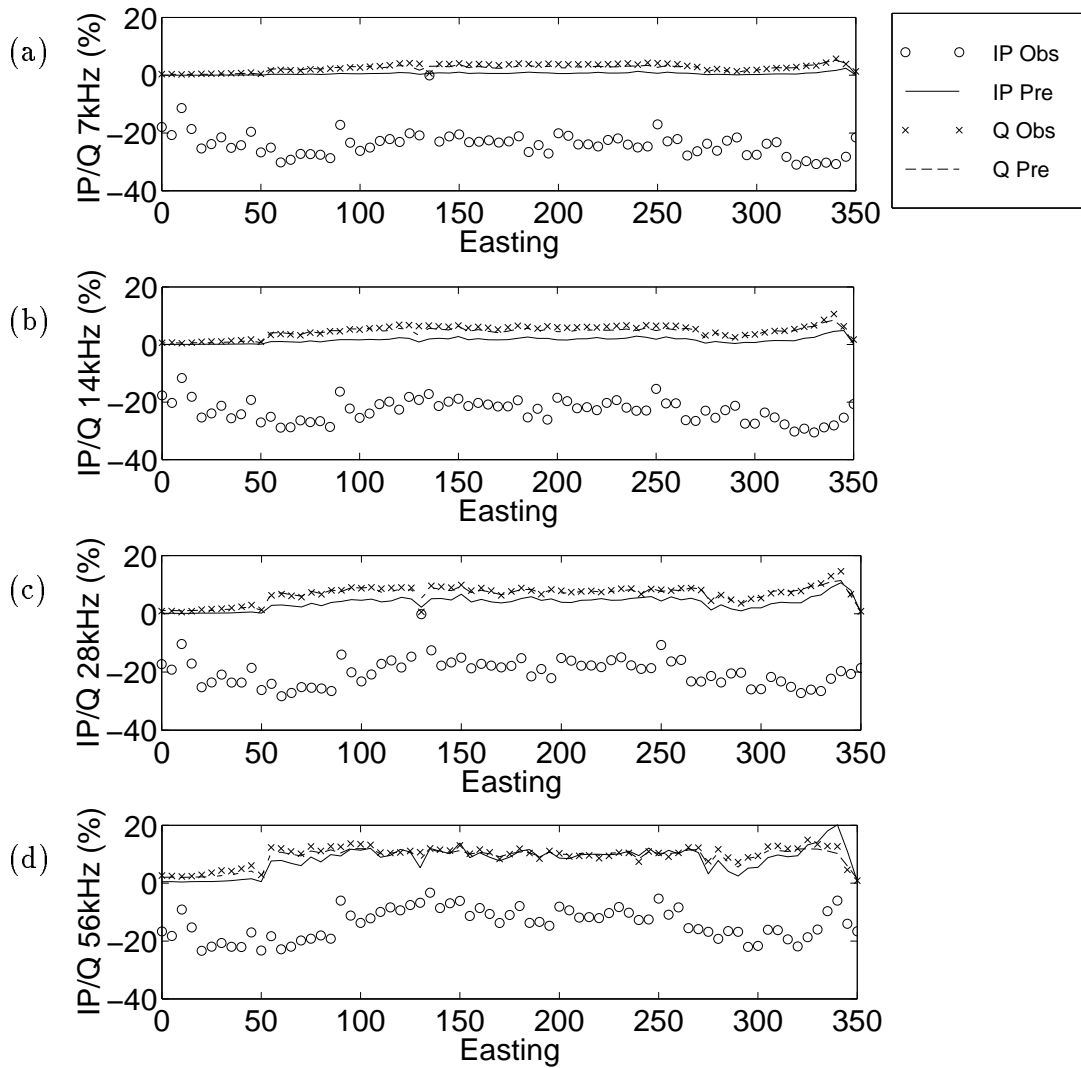 (a)
IP/Q 7kHz (%)
20
0
−20
−40
0 50 100 150 200 250 300 350
Easting
IP Obs
IP Pre
Q Obs
Q Pre
(b)
IP/Q 14kHz (%)
20
0
−20
−40
0 50 100 150 200 250 300 350
Easting
(c)
IP/Q 28kHz (%)
20
0
−20
−40
0 50 100 150 200 250 300 350
Easting
(d)
IP/Q 56kHz (%)
20
0
−20
−40
0 50 100 150 200 250 300 350
Easting